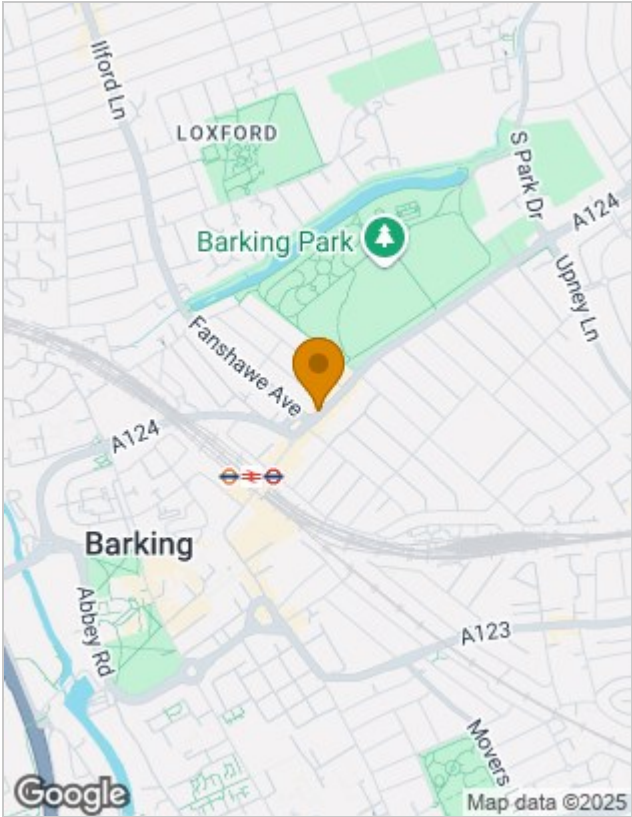 Ilford Ln
LOXFORD
S Park Dr
A124
Barking Park
Upney Ln
Fanshawe Ave
A124
Barking
Abbey Rd
A123
Movers
Google
Map data ©2025